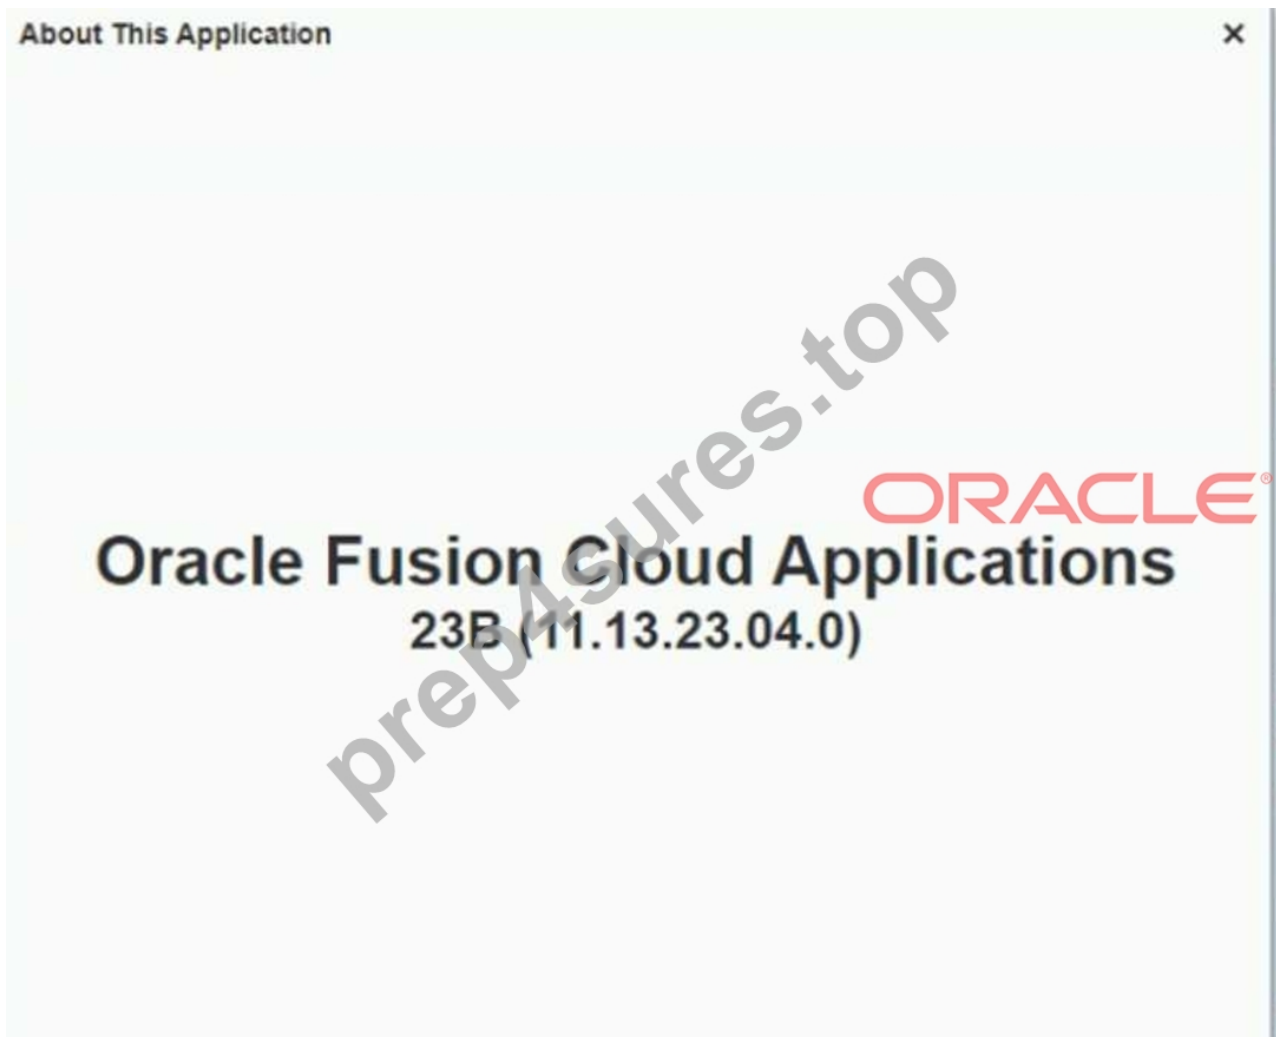 About This Application ×
ORACLE®
Oracle Fusion Cloud Applications
23B (11.13.23.04.0)
prep4sures.top